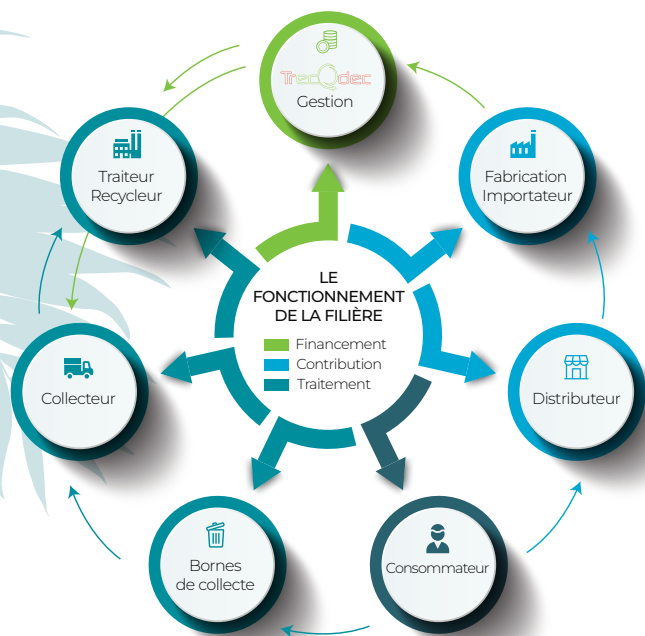 TrecOdec
Gestion
Fabrication
Importateur
Distributeur
Consommateur
Bornes
de collecte
Collecteur
Traiteur
Recycleur
LE
FONCTIONNEMENT
DE LA FILIÈRE
Financement
Contribution
Traitement